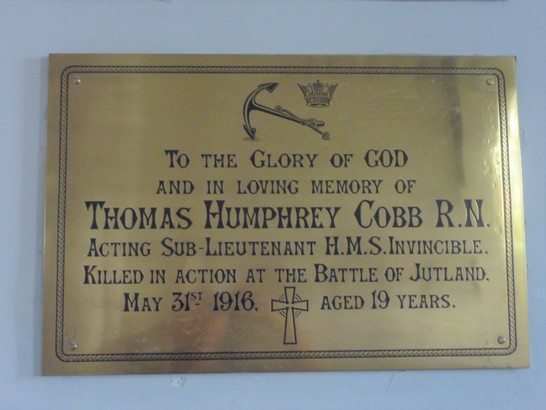 To the Glory of GOD
and in loving memory of
Thomas Humphrey Cobb R.N.
Acting Sub-Lieutenant H.M.S. Invincible.
Killed in action at the Battle of Jutland,
May 31ST 1916. aged 19 years.